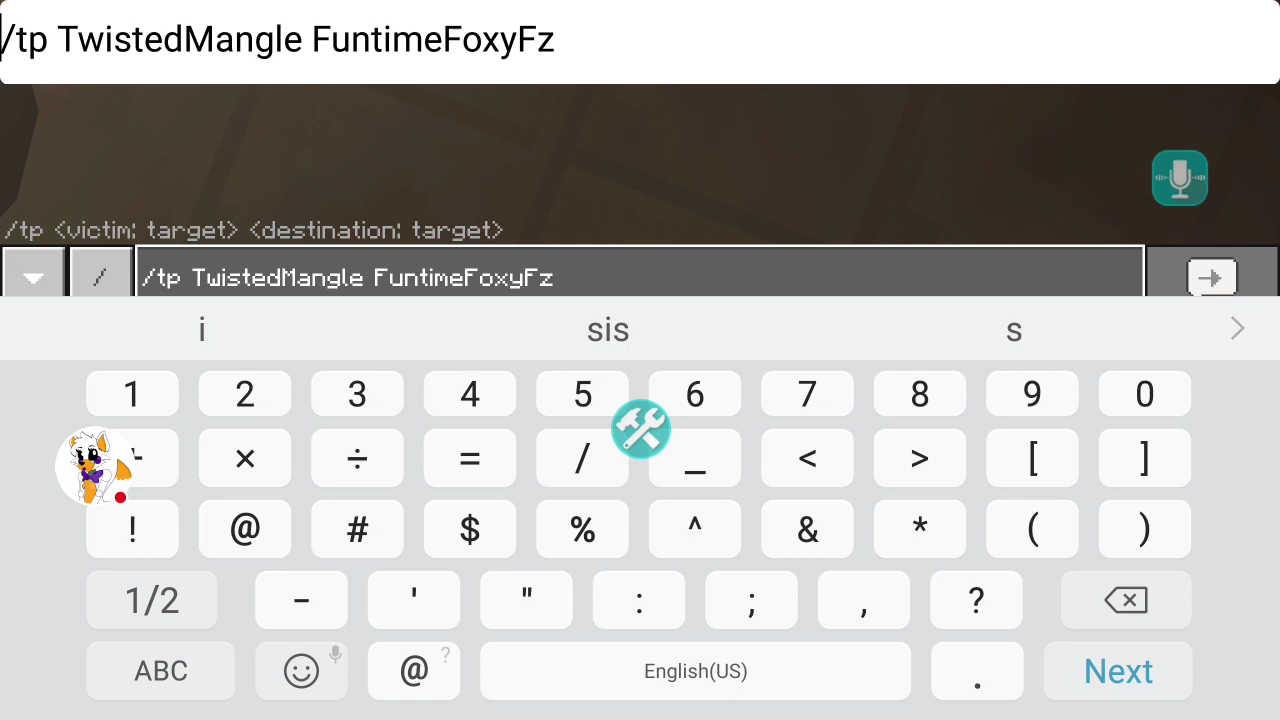 /tp TwistedMangle FuntimeFoxyFz
/tp <victim: target> <destination: target>
/ /tp TwistedMangle FuntimeFoxyFz
i sis s
1 2 3 4 5 6 7 8 9 0
× ÷ = / _ < > [ ]
! @ # $ % ^ & * ( )
1/2 - ' " : ; , ?
ABC @ ? English(US) . Next